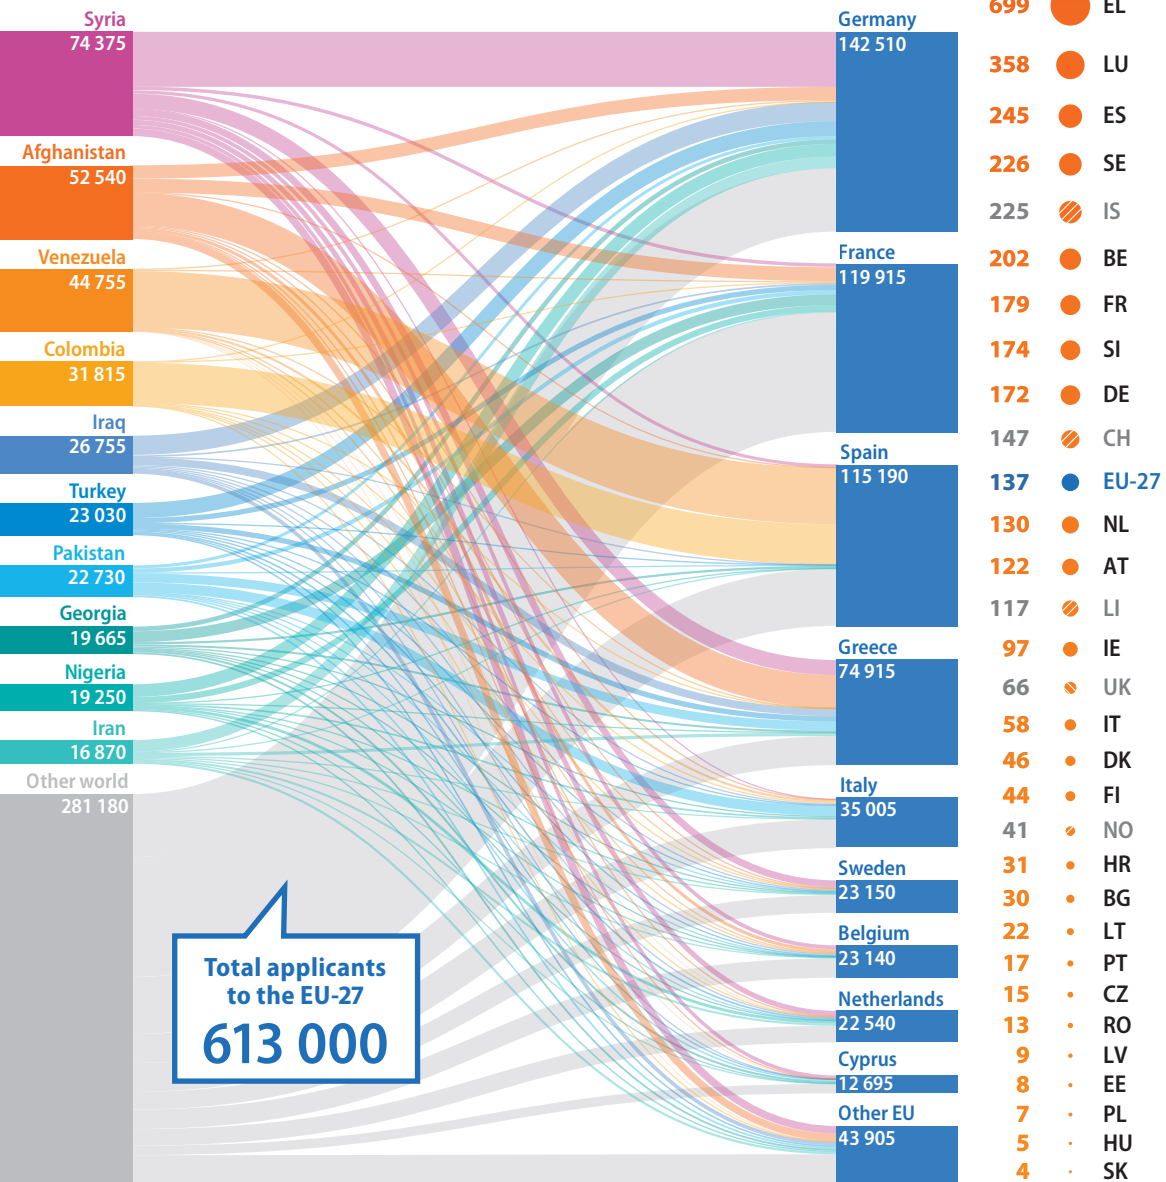 Syria
74 375
Afghanistan
52 540
Venezuela
44 755
Colombia
31 815
Iraq
26 755
Turkey
23 030
Pakistan
22 730
Georgia
19 665
Nigeria
19 250
Iran
16 870
Other world
281 180
Total applicants
to the EU-27
613 000
Germany
142 510
France
119 915
Spain
115 190
Greece
74 915
Italy
35 005
Sweden
23 150
Belgium
23 140
Netherlands
22 540
Cyprus
12 695
Other EU
43 905
699 EL
358 LU
245 ES
226 SE
225 IS
202 BE
179 FR
174 SI
172 DE
147 CH
137 EU-27
130 NL
122 AT
117 LI
97 IE
66 UK
58 IT
46 DK
44 FI
41 NO
31 HR
30 BG
22 LT
17 PT
15 CZ
13 RO
9 LV
8 EE
7 PL
5 HU
4 SK